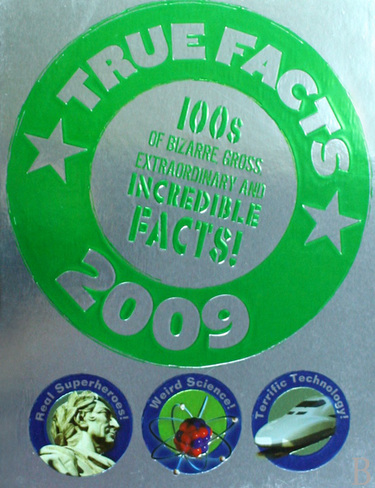 TRUE FACTS
100s
OF BIZARRE, GROSS,
EXTRAORDINARY AND
INCREDIBLE
FACTS!
2009
Real Superheroes!
Weird Science!
Terrific Technology!